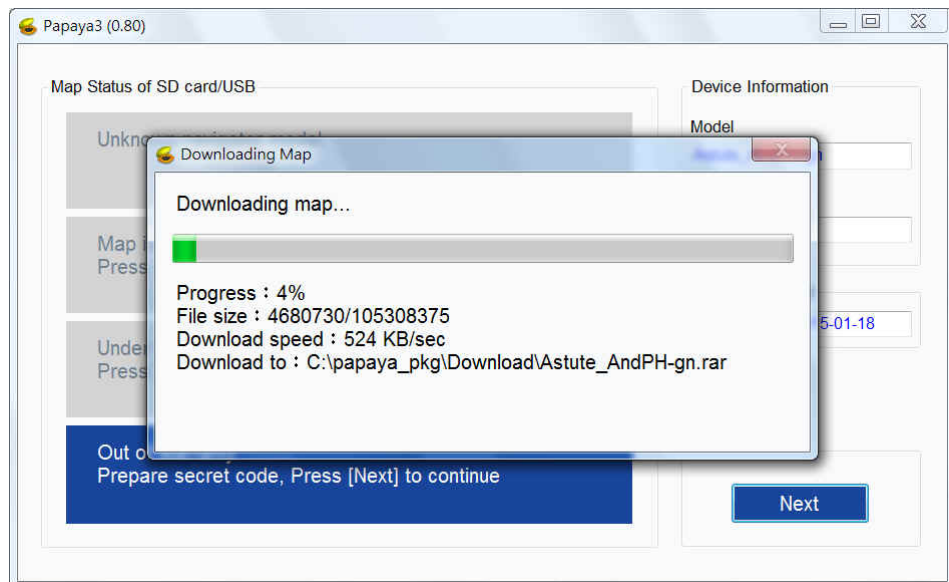 Papaya3 (0.80)
Map Status of SD card/USB
Device Information
Model
Downloading Map
Downloading map...
Progress：4%
File size：4680730/105308375
Download speed：524 KB/sec
Download to：C:\papaya_pkg\Download\Astute_AndPH-gn.rar
Map
Press
Press
5-01-18
Out
Prepare secret code, Press [Next] to continue
Next